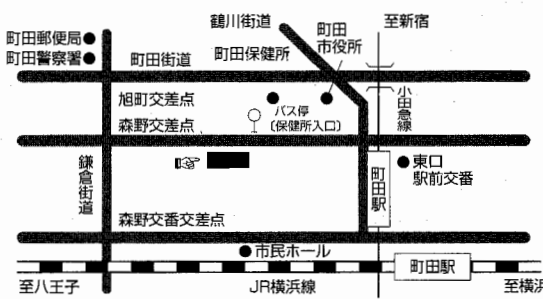 鶴川街道
町田
市役所
至新宿
町田郵便局
町田警察署
町田街道
町田保健所
旭町交差点
バス停
(保健所入口)
小田急線
森野交差点
鎌倉街道
町田駅
東口
駅前交番
森野交番交差点
市民ホール
町田駅
至八王子
JR横浜線
至横浜